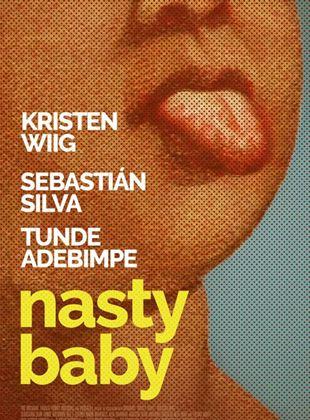 KRISTEN
WIIG
SEBASTIÁN
SILVA
TUNDE
ADEBIMPE
nasty
baby